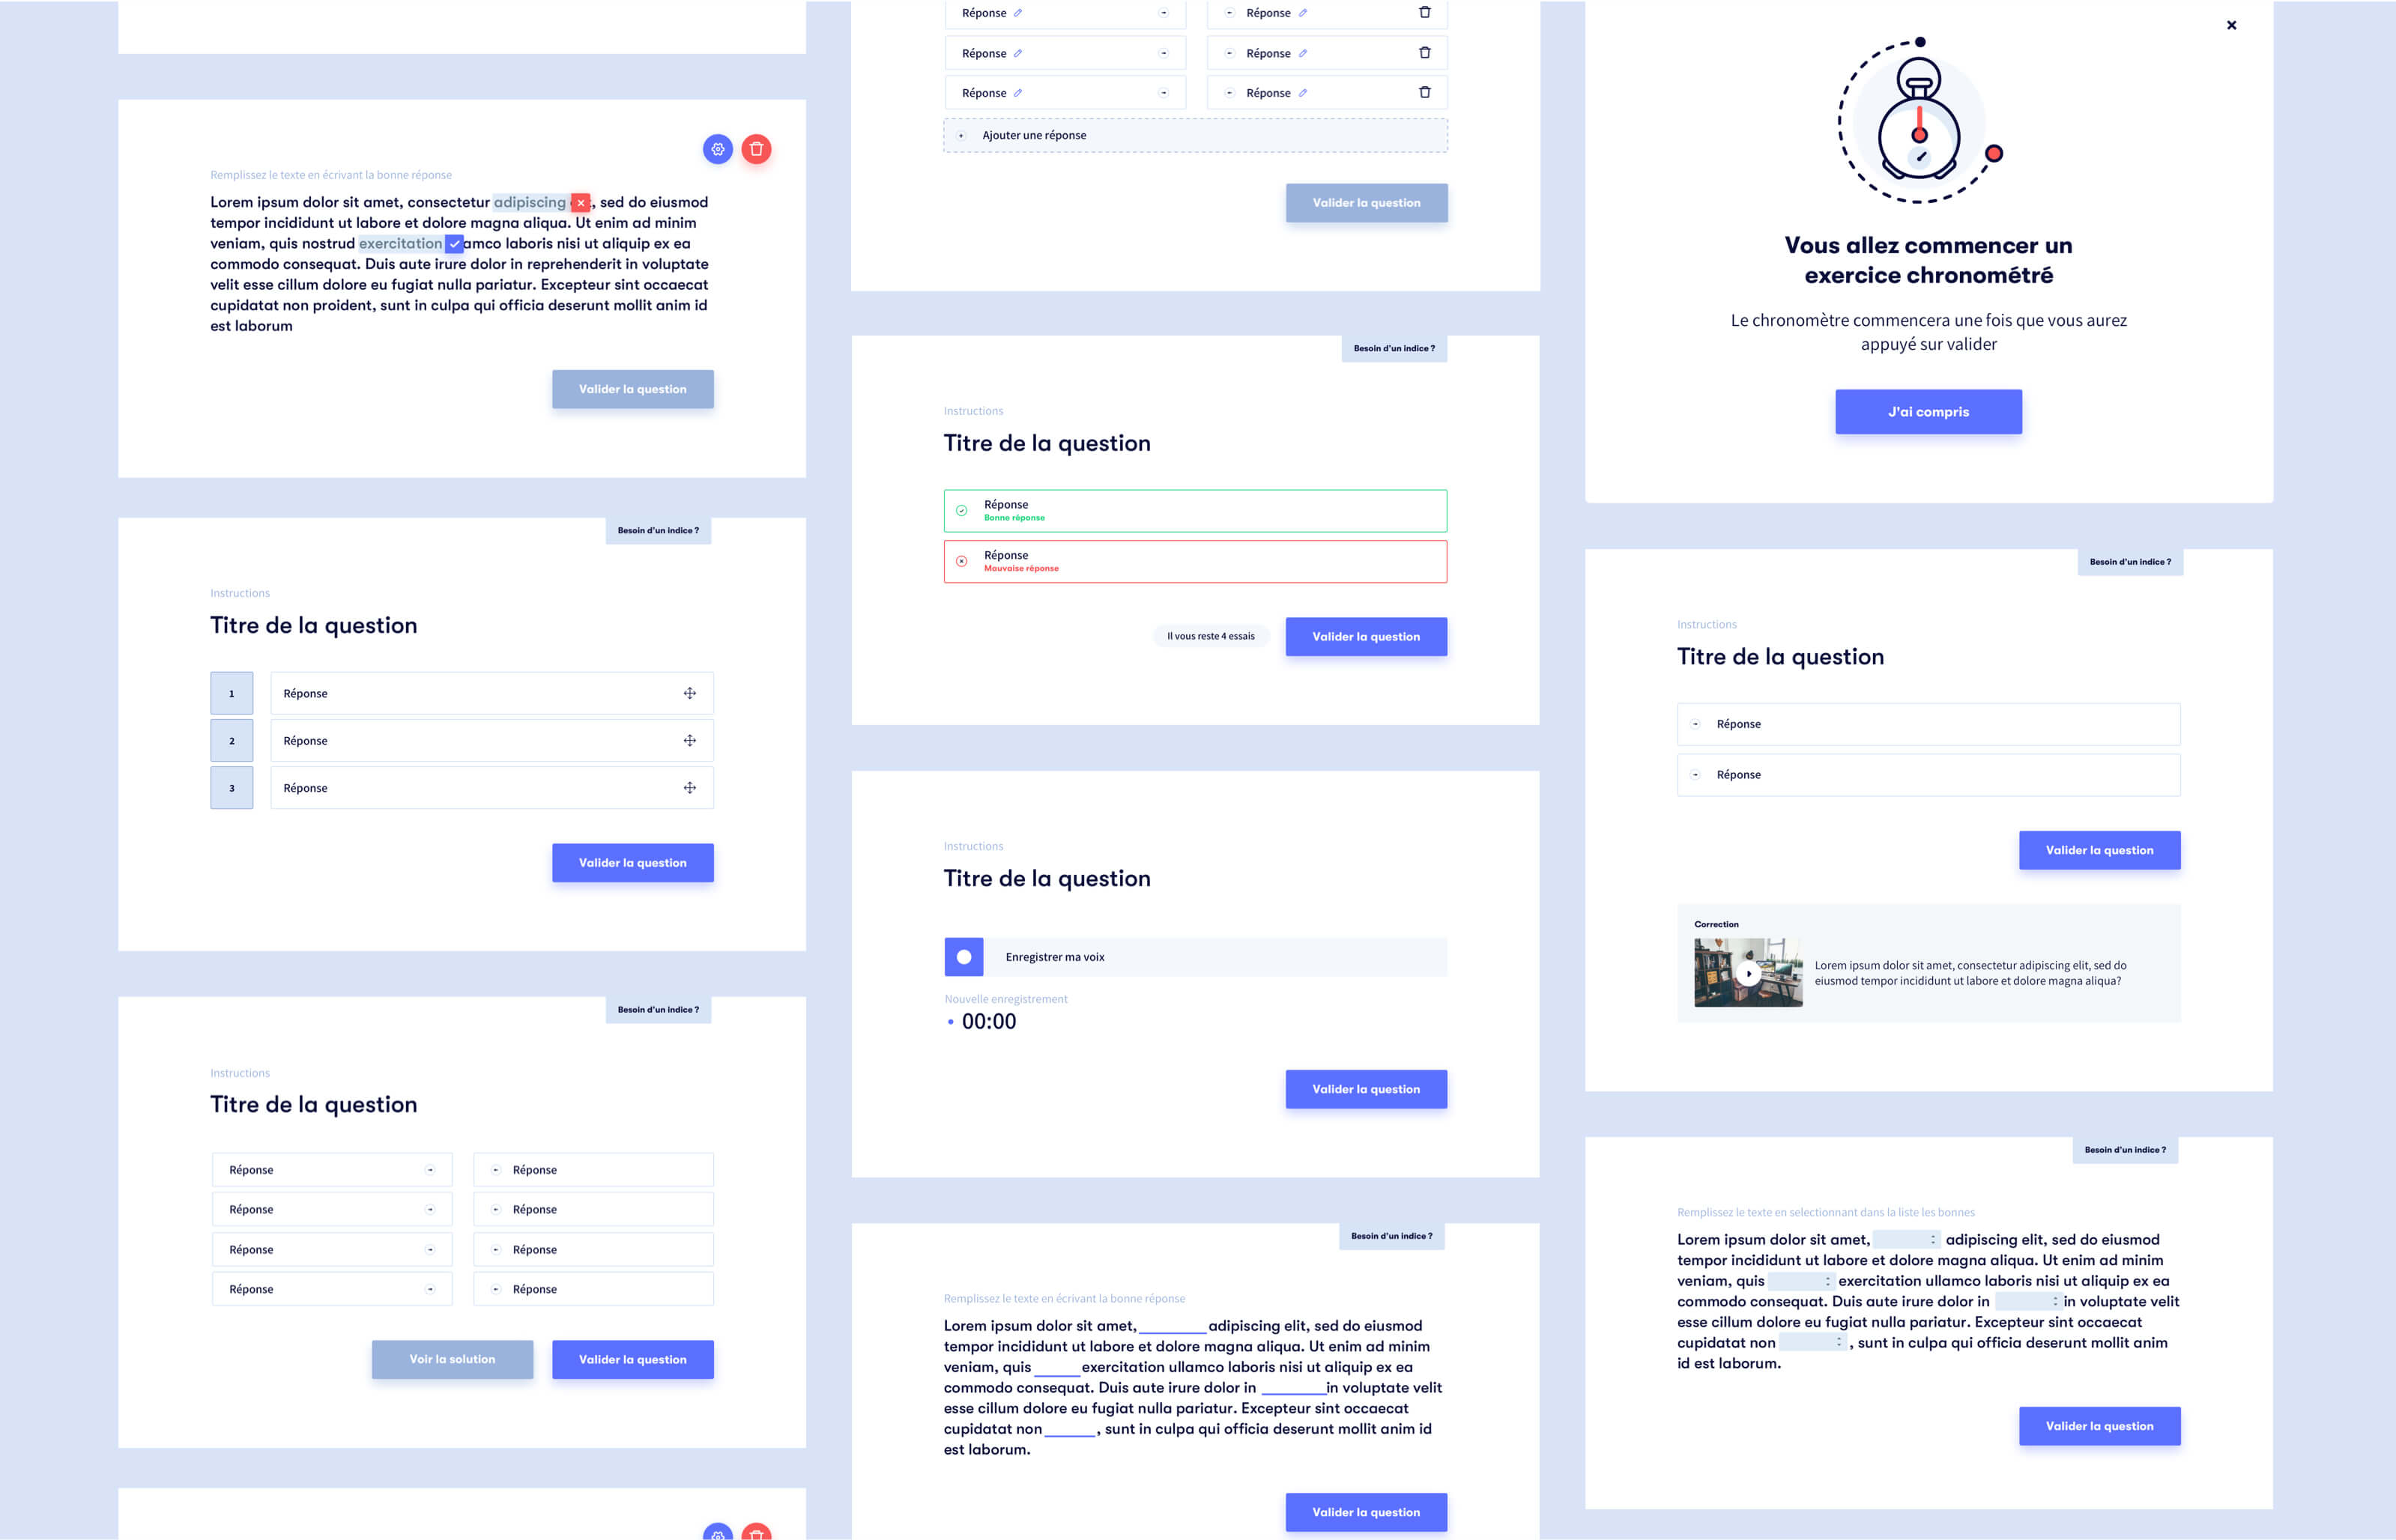 Remplissez le texte en écrivant la bonne réponse
Lorem ipsum dolor sit amet, consectetur adipiscing , sed do eiusmod
tempor incididunt ut labore et dolore magna aliqua. Ut enim ad minim
veniam, quis nostrud exercitation amco laboris nisi ut aliquip ex ea
commodo consequat. Duis aute irure dolor in reprehenderit in voluptate
velit esse cillum dolore eu fugiat nulla pariatur. Excepteur sint occaecat
cupidatat non proident, sunt in culpa qui officia deserunt mollit anim id
est laborum
Valider la question
Besoin d'un indice ?
Instructions
Titre de la question
1
Réponse
2
Réponse
3
Réponse
Valider la question
Besoin d'un indice ?
Instructions
Titre de la question
Réponse
Réponse
Réponse
Réponse
Réponse
Réponse
Réponse
Réponse
Voir la solution
Valider la question
Réponse
Réponse
Réponse
Réponse
Réponse
Réponse
Ajouter une réponse
Valider la question
Besoin d'un indice ?
Instructions
Titre de la question
Réponse
Bonne réponse
Réponse
Mauvaise réponse
Il vous reste 4 essais
Valider la question
Instructions
Titre de la question
Enregistrer ma voix
Nouvelle enregistrement
00:00
Valider la question
Besoin d'un indice ?
Remplissez le texte en écrivant la bonne réponse
Lorem ipsum dolor sit amet, ________ adipiscing elit, sed do eiusmod
tempor incididunt ut labore et dolore magna aliqua. Ut enim ad minim
veniam, quis ______ exercitation ullamco laboris nisi ut aliquip ex ea
commodo consequat. Duis aute irure dolor in ________ in voluptate velit
esse cillum dolore eu fugiat nulla pariatur. Excepteur sint occaecat
cupidatat non ______ , sunt in culpa qui officia deserunt mollit anim id
est laborum.
Valider la question
Vous allez commencer un
exercice chronométré
Le chronomètre commencera une fois que vous aurez
appuyé sur valider
J'ai compris
Besoin d'un indice ?
Instructions
Titre de la question
Réponse
Réponse
Valider la question
Correction
Lorem ipsum dolor sit amet, consectetur adipiscing elit, sed do
eiusmod tempor incididunt ut labore et dolore magna aliqua?
Besoin d'un indice ?
Remplissez le texte en selectionnant dans la liste les bonnes
Lorem ipsum dolor sit amet, adipiscing elit, sed do eiusmod
tempor incididunt ut labore et dolore magna aliqua. Ut enim ad minim
veniam, quis exercitation ullamco laboris nisi ut aliquip ex ea
commodo consequat. Duis aute irure dolor in in voluptate velit
esse cillum dolore eu fugiat nulla pariatur. Excepteur sint occaecat
cupidatat non , sunt in culpa qui officia deserunt mollit anim
id est laborum.
Valider la question